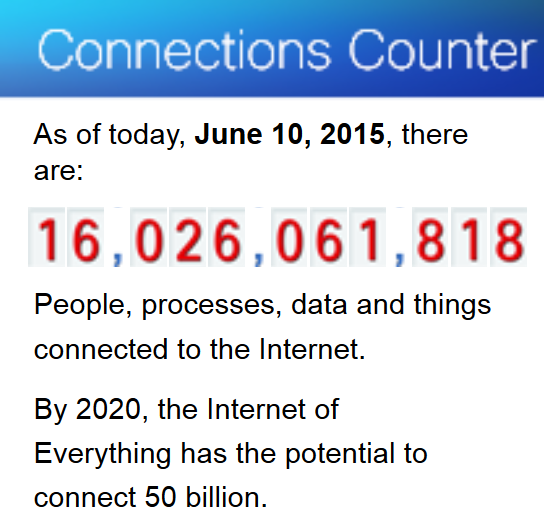 Connections Counter
As of today, June 10, 2015, there
are:
16,026,061,818
People, processes, data and things
connected to the Internet.
By 2020, the Internet of
Everything has the potential to
connect 50 billion.